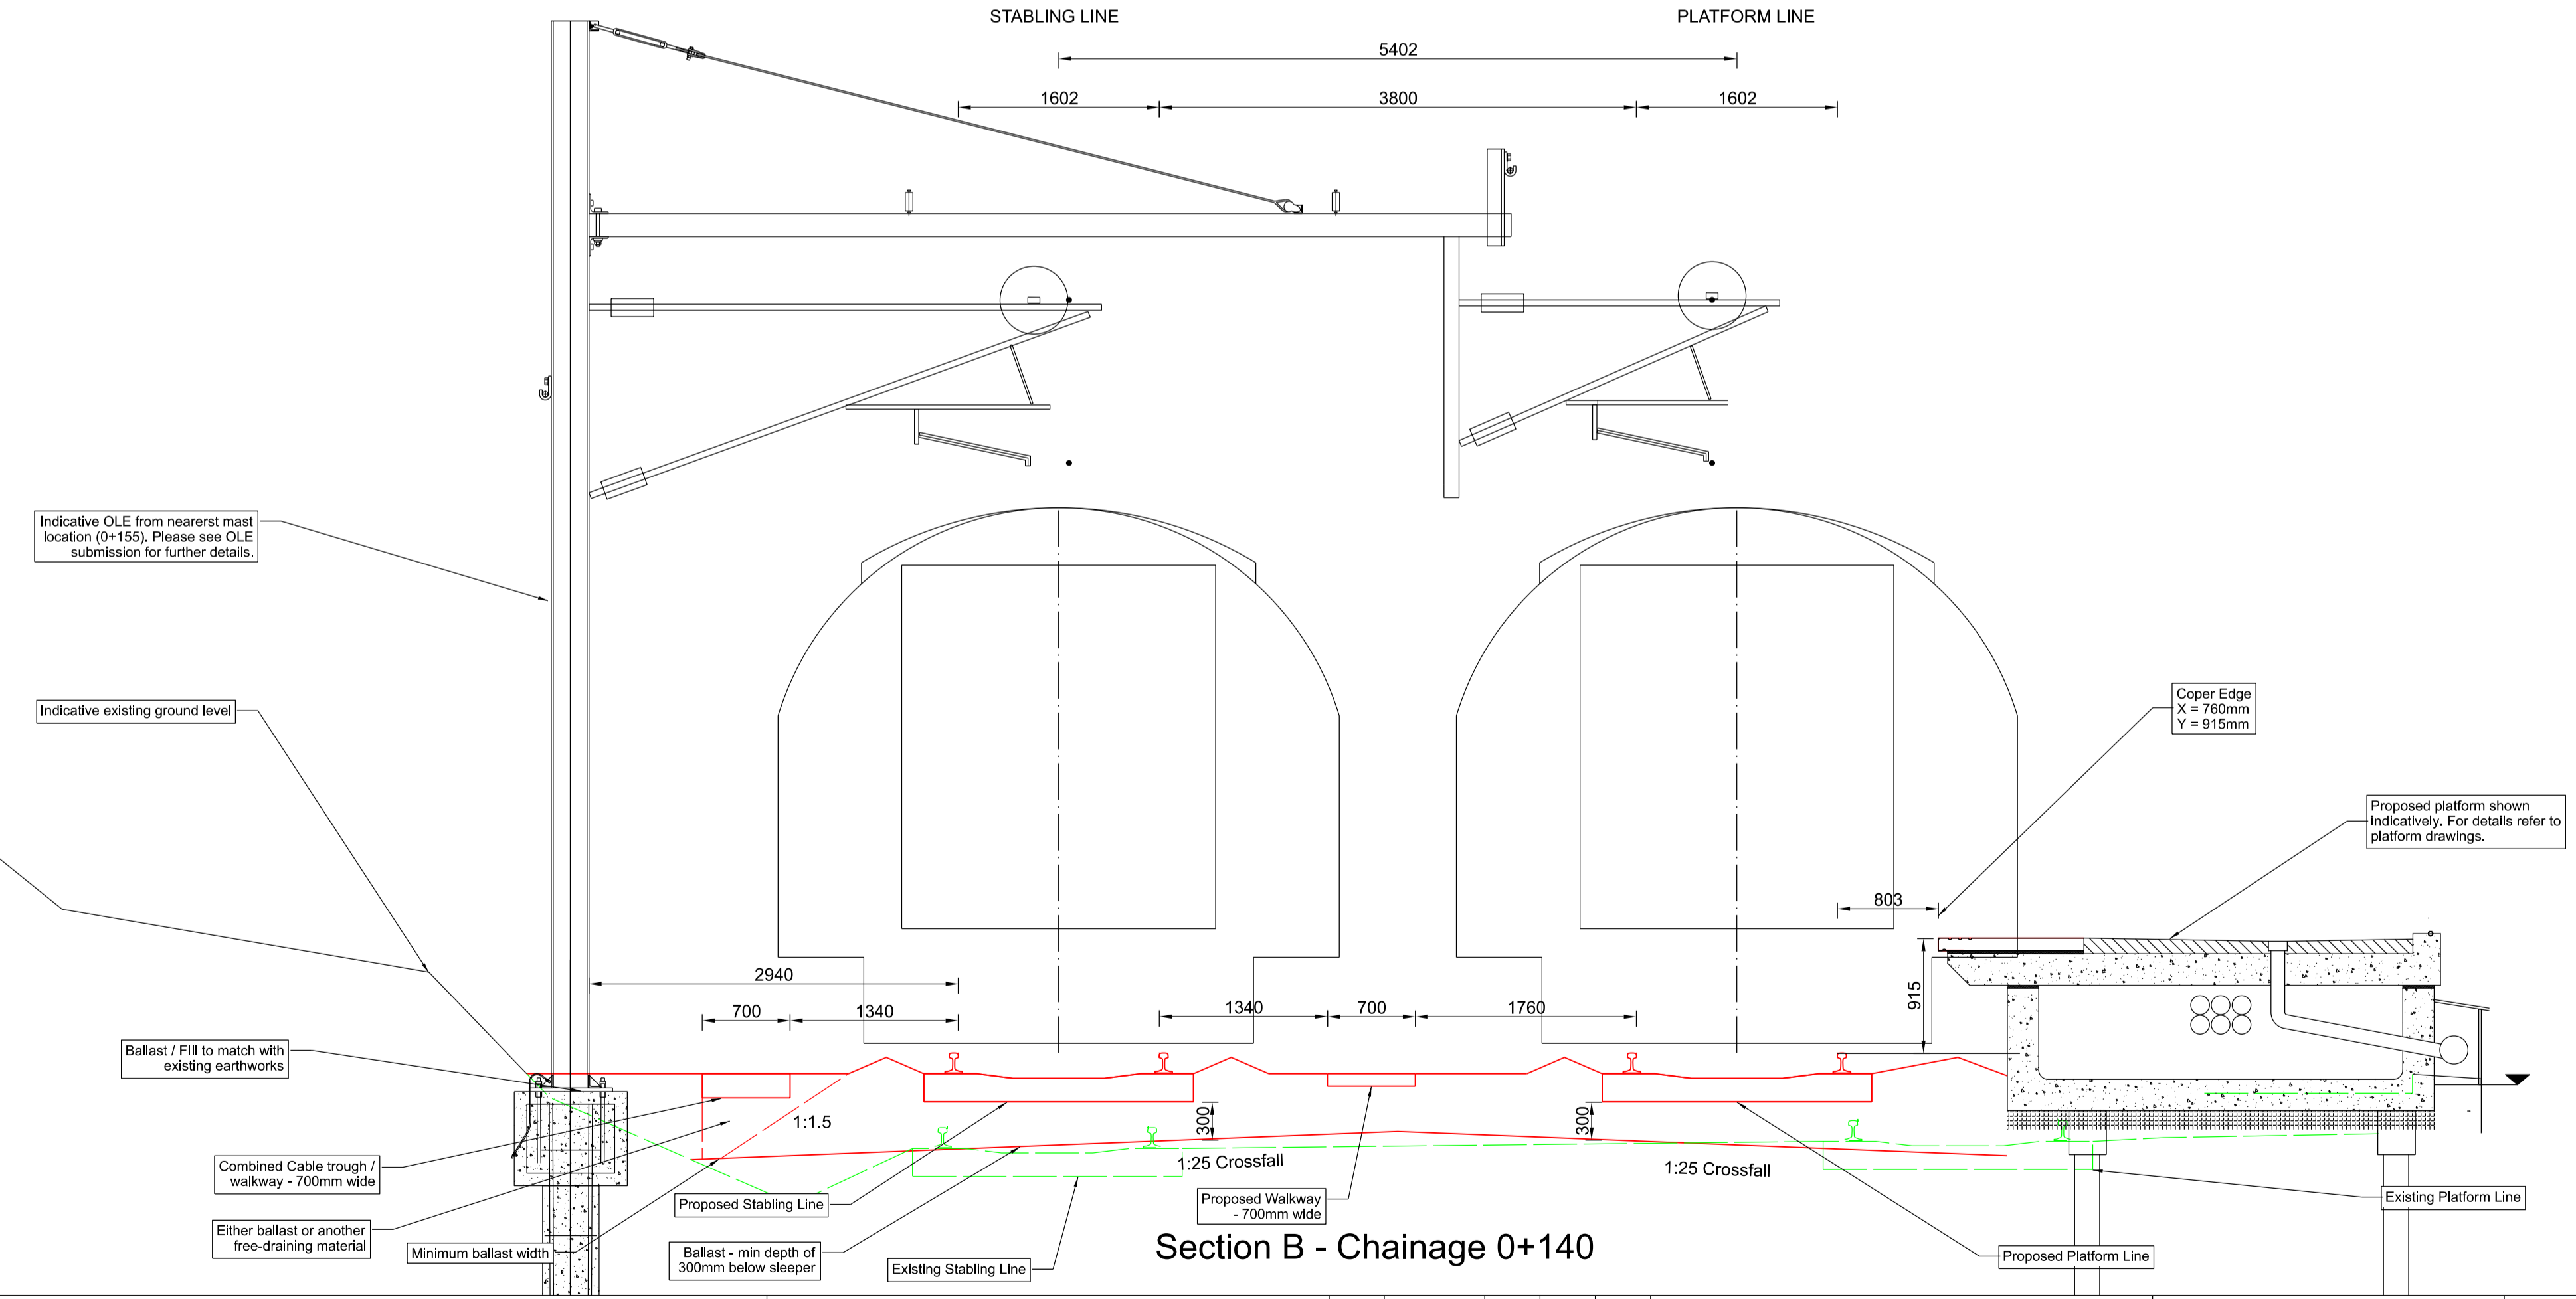 STABLING LINE
PLATFORM LINE
5402
1602
3800
1602
Indicative OLE from nearerst mast
location (0+155). Please see OLE
submission for further details.
Indicative existing ground level
Coper Edge
X = 760mm
Y = 915mm
Proposed platform shown
indicatively. For details refer to
platform drawings.
803
915
2940
700
1340
1340
700
1760
Ballast / Fill to match with
existing earthworks
1:1.5
300
300
1:25 Crossfall
1:25 Crossfall
Combined Cable trough /
walkway - 700mm wide
Proposed Stabling Line
Proposed Walkway
- 700mm wide
Existing Platform Line
Either ballast or another
free-draining material
Minimum ballast width
Ballast - min depth of
300mm below sleeper
Existing Stabling Line
Section B - Chainage 0+140
Proposed Platform Line